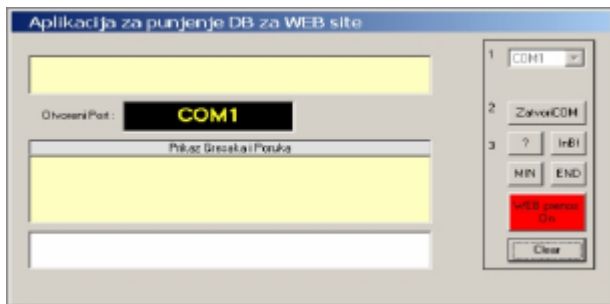 Aplikacija za punjenje DB za WEB site
1 COM1
Otvoreni Port : COM1
2 ZatvoriCOM
Prikaz Gresaka i Poruka
3 ? InBf
MIN END
WEB prenos
On
Clear